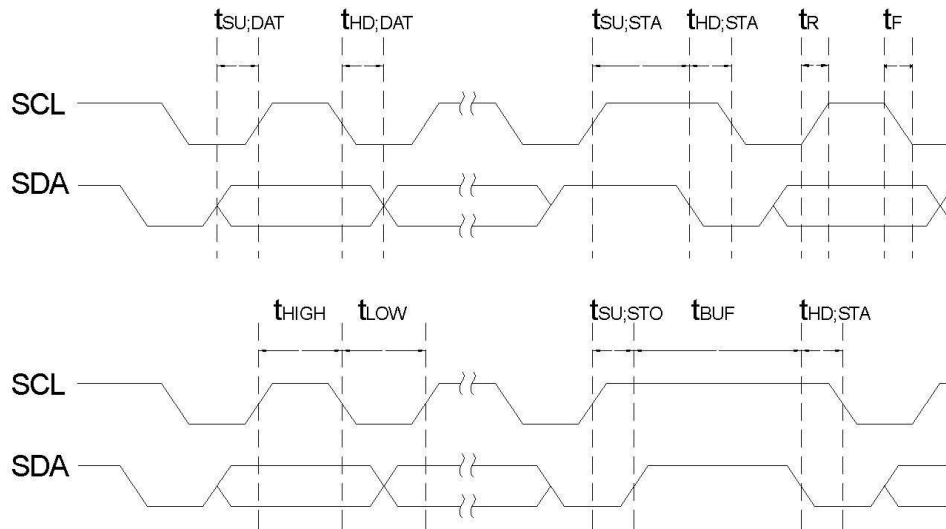 tSU;DAT tHD;DAT tSU;STA tHD;STA tR tF
SCL
SDA
tHIGH tLOW tSU;STO tBUF tHD;STA
SCL
SDA